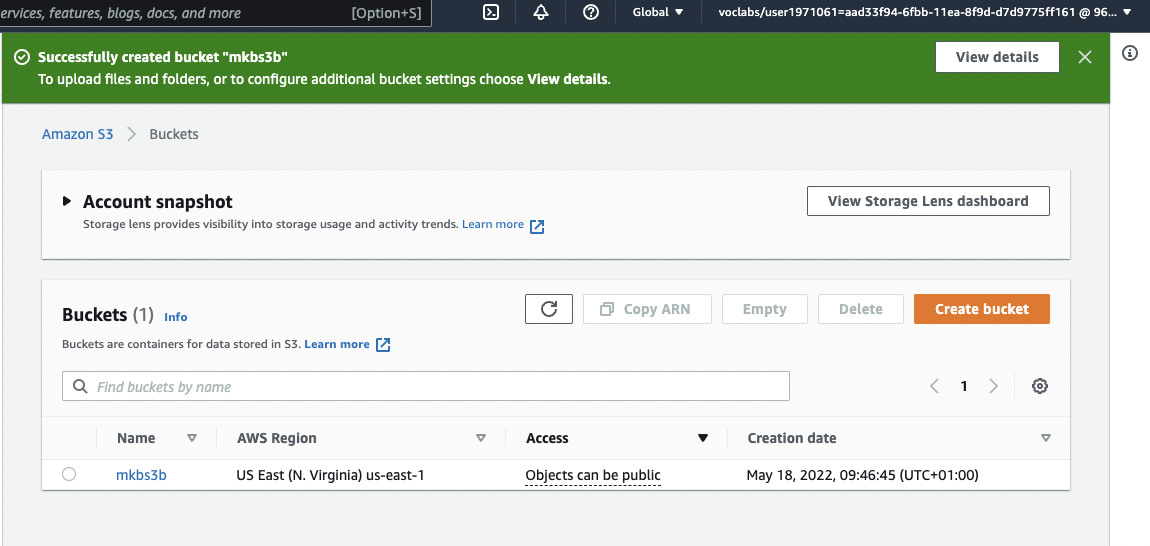 services, features, blogs, docs, and more [Option+S] Global ▼ voclabs/user1971061=aad33f94-6fbb-11ea-8f9d-d7d9775ff161 @ 96... ▼
Successfully created bucket "mkbs3b"
View details
To upload files and folders, or to configure additional bucket settings choose View details.
Amazon S3 > Buckets
Account snapshot
View Storage Lens dashboard
Storage lens provides visibility into storage usage and activity trends. Learn more
Buckets (1) Info
Copy ARN Empty Delete Create bucket
Buckets are containers for data stored in S3. Learn more
Find buckets by name
1
Name AWS Region Access Creation date
mkbs3b US East (N. Virginia) us-east-1 Objects can be public May 18, 2022, 09:46:45 (UTC+01:00)